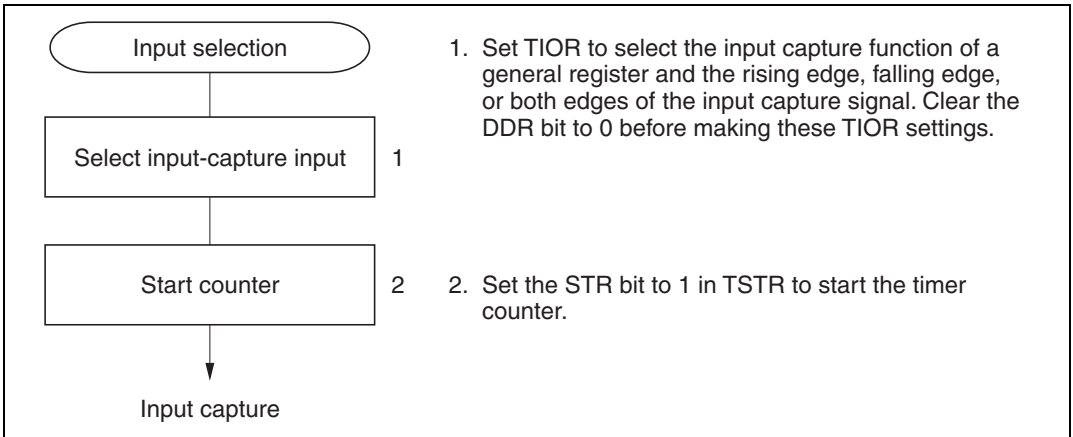 Input selection
1. Set TIOR to select the input capture function of a
general register and the rising edge, falling edge,
or both edges of the input capture signal. Clear the
DDR bit to 0 before making these TIOR settings.
Select input-capture input 1
Start counter 2
2. Set the STR bit to 1 in TSTR to start the timer
counter.
Input capture